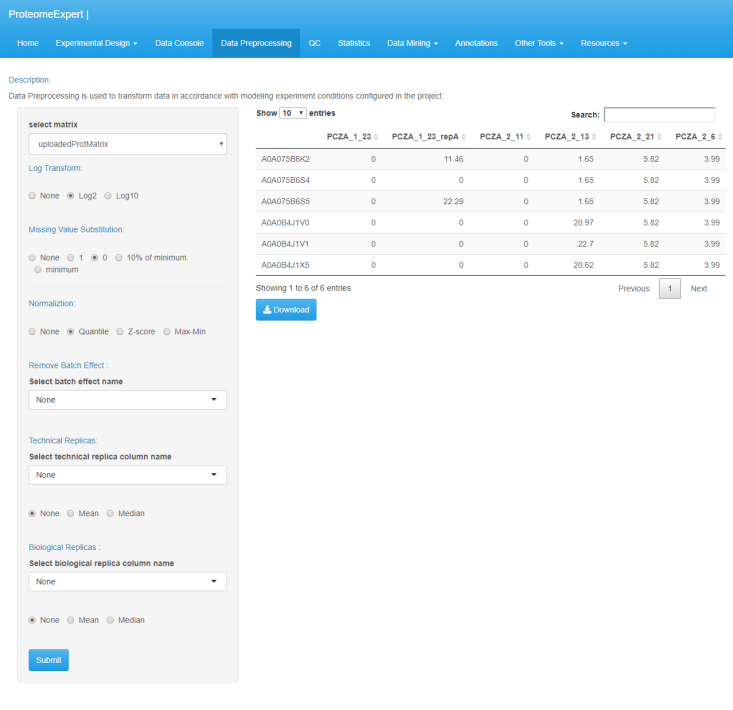 ProteomeExpert |
Home Experimental Design Data Console Data Preprocessing QC Statistics Data Mining Annotations Other Tools Resources
Description:
Data Preprocessing is used to transform data in accordance with modeling experiment conditions configured in the project.
select matrix
uploadedProtMatrix
Log Transform:
None Log2 Log10
Missing Value Substitution:
None 1 0 10% of minimum
minimum
Normaliztion:
None Quantile Z-score Max-Min
Remove Batch Effect :
Select batch effect name
None
Technical Replicas:
Select technical replica column name
None
None Mean Median
Biological Replicas :
Select biological replica column name
None
None Mean Median
Submit
Show 10 entries Search:
PCZA_1_23 PCZA_1_23_repA PCZA_2_11 PCZA_2_13 PCZA_2_21 PCZA_2_6
A0A075B6K2 0 11.46 0 1.65 5.82 3.99
A0A075B6S4 0 0 0 1.65 5.82 3.99
A0A075B6S5 0 22.29 0 1.65 5.82 3.99
A0A0B4J1V0 0 0 0 20.97 5.82 3.99
A0A0B4J1V1 0 0 0 22.7 5.82 3.99
A0A0B4J1X5 0 0 0 20.62 5.82 3.99
Showing 1 to 6 of 6 entries Previous 1 Next
Download